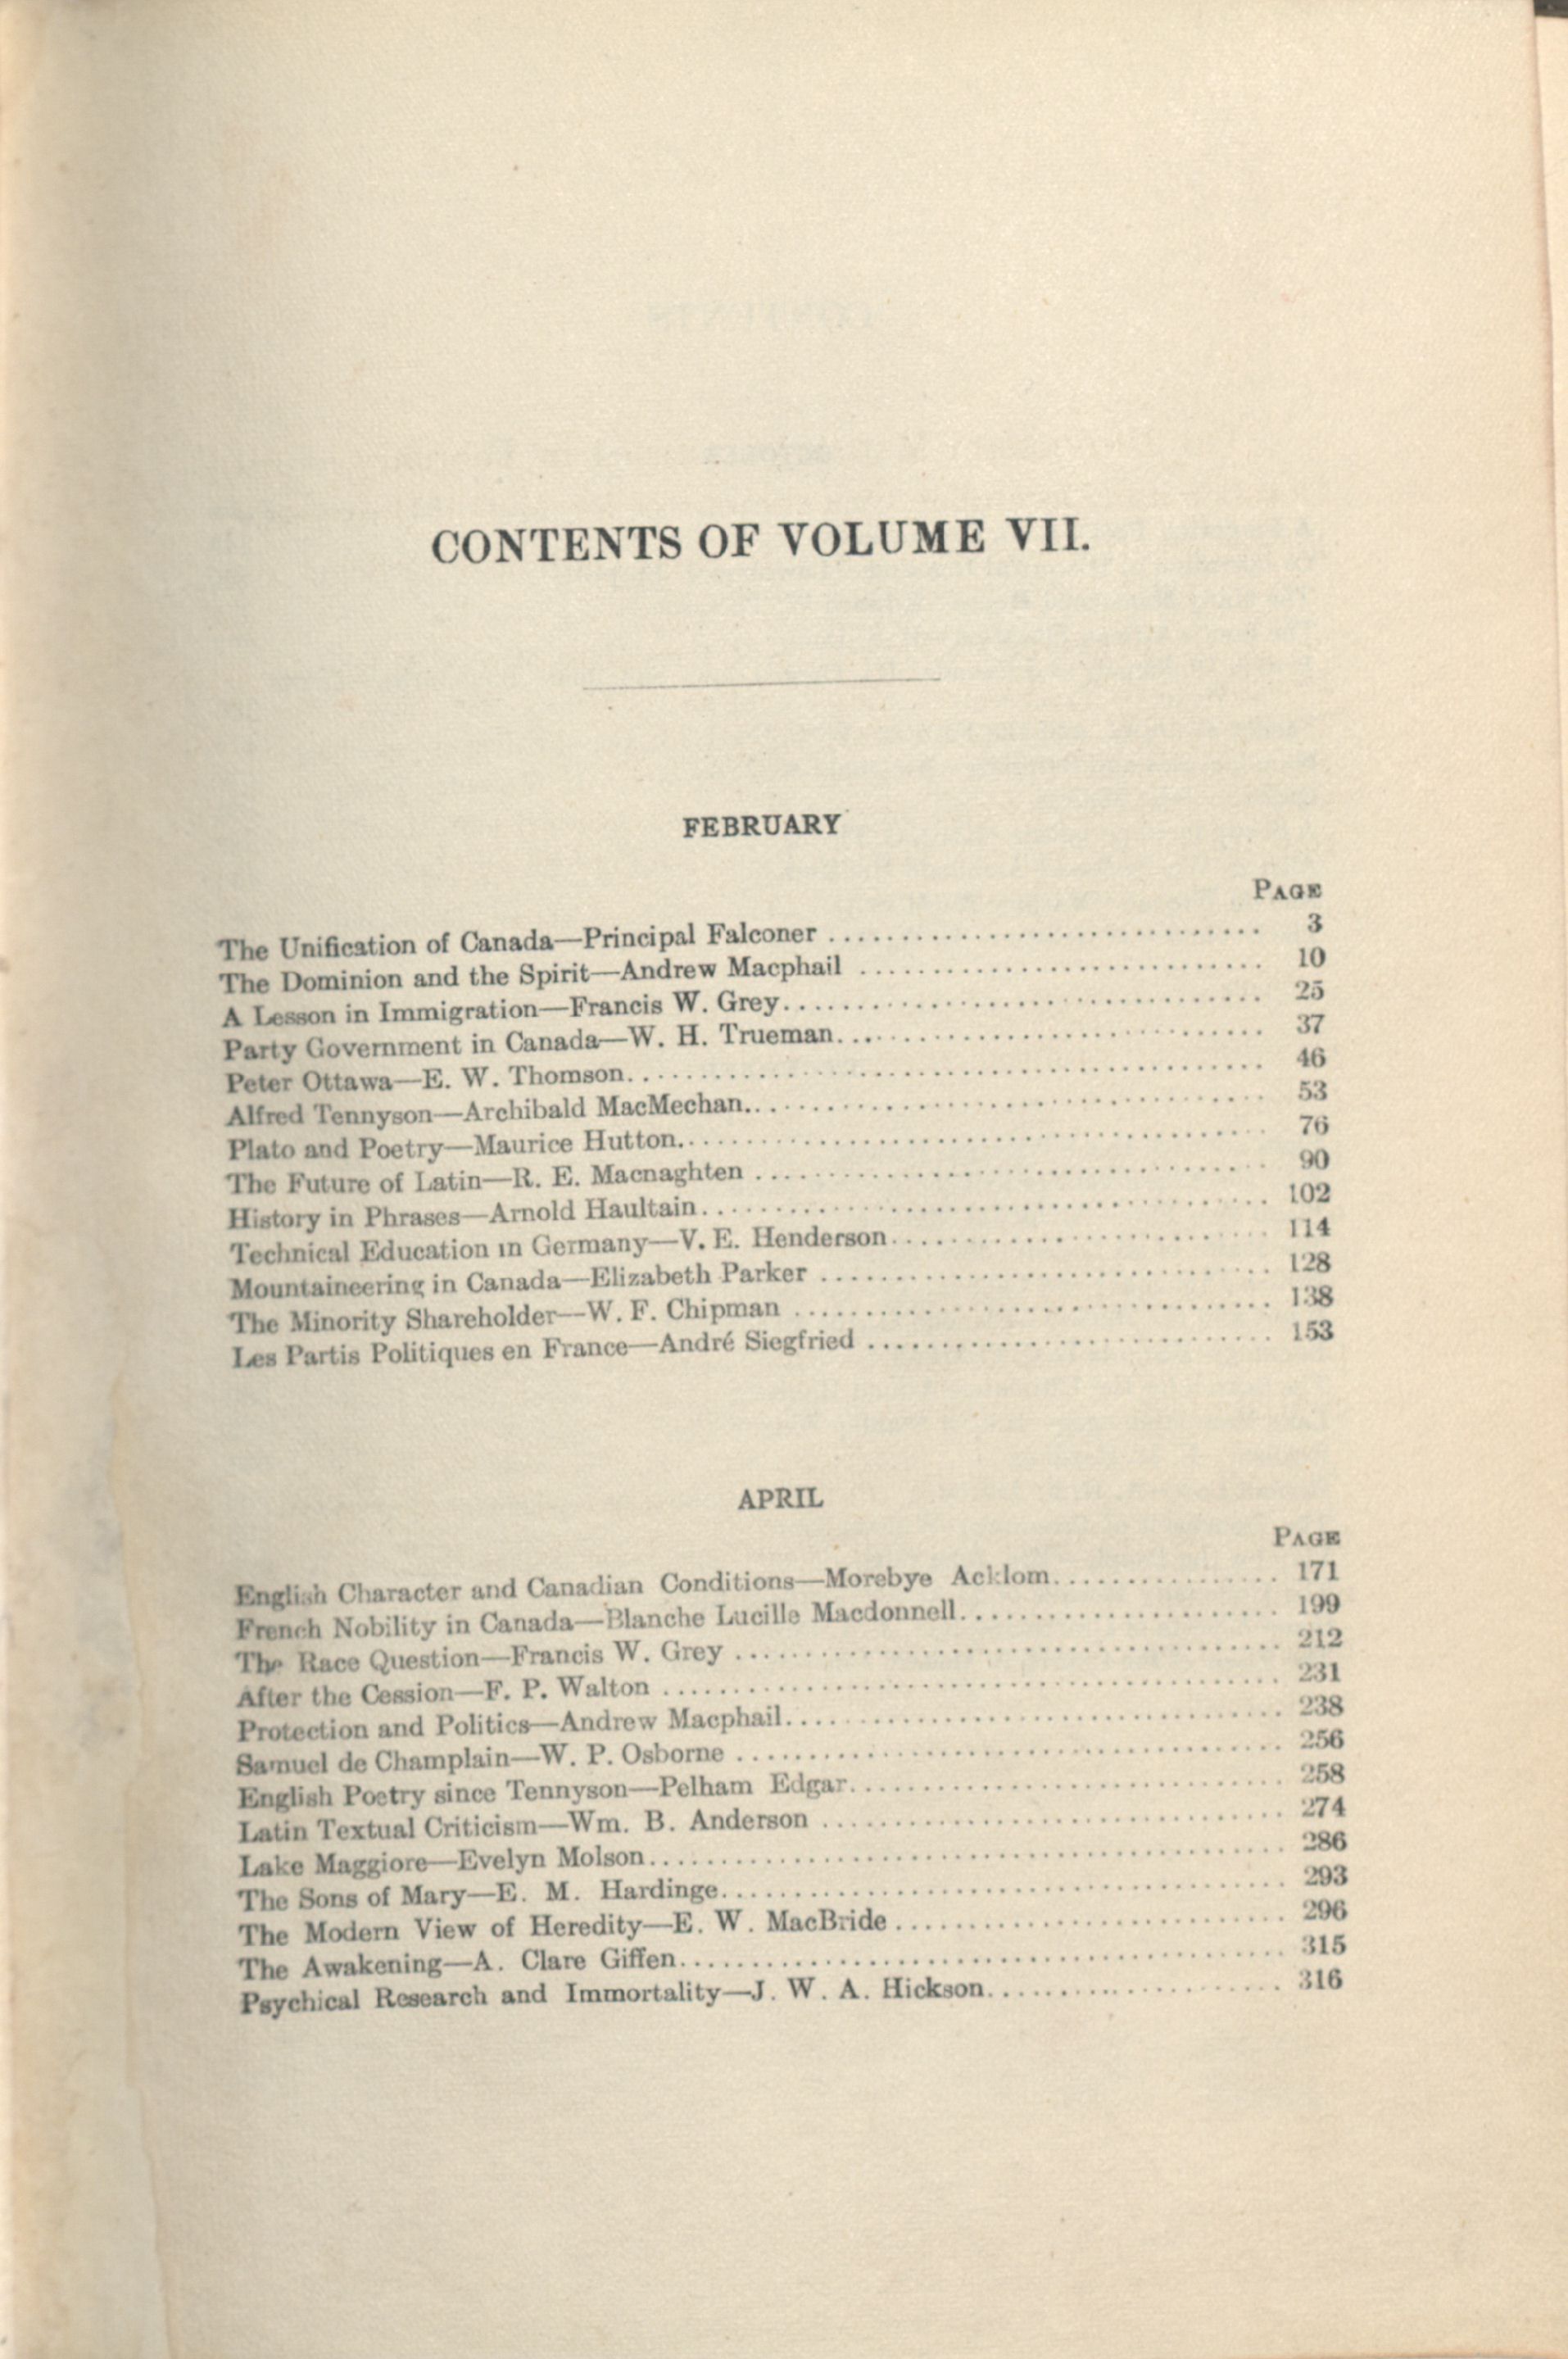 CONTENTS OF VOLUME VII.
FEBRUARY
PAGE
The Unification of Canada—Principal Falconer .............................. 3
The Dominion and the Spirit—Andrew Macphail ............................ 10
A Lesson in Immigration—Francis W. Grey................................. 25
Party Government in Canada—W. H. Trueman............................. 37
Peter Ottawa—E. W. Thomson............................................ 46
Alfred Tennyson—Archibald MacMechan................................... 53
Plato and Poetry—Maurice Hutton........................................ 76
The Future of Latin—R. E. Macnaghten ................................... 90
History in Phrases—Arnold Haultain....................................... 102
Technical Education in Germany—V. E. Henderson.......................... 114
Mountaineering in Canada—Elizabeth Parker ............................... 128
The Minority Shareholder—W. F. Chipman ................................. 138
Les Partis Politiques en France—André Siegfried ............................ 153
APRIL
PAGE
English Character and Canadian Conditions—Morebye Acklom................ 171
French Nobility in Canada—Blanche Lucille Macdonnell...................... 199
The Race Question—Francis W. Grey ..................................... 212
After the Cession—F. P. Walton .......................................... 231
Protection and Politics—Andrew Macphail.................................. 238
Samuel de Champlain—W. P. Osborne ..................................... 256
English Poetry since Tennyson—Pelham Edgar.............................. 258
Latin Textual Criticism—Wm. B. Anderson ................................ 274
Lake Maggiore—Evelyn Molson........................................... 286
The Sons of Mary—E. M. Hardinge....................................... 293
The Modern View of Heredity—E. W. MacBride........................... 296
The Awakening—A. Clare Giffen......................................... 315
Psychical Research and Immortality—J. W. A. Hickson..................... 316